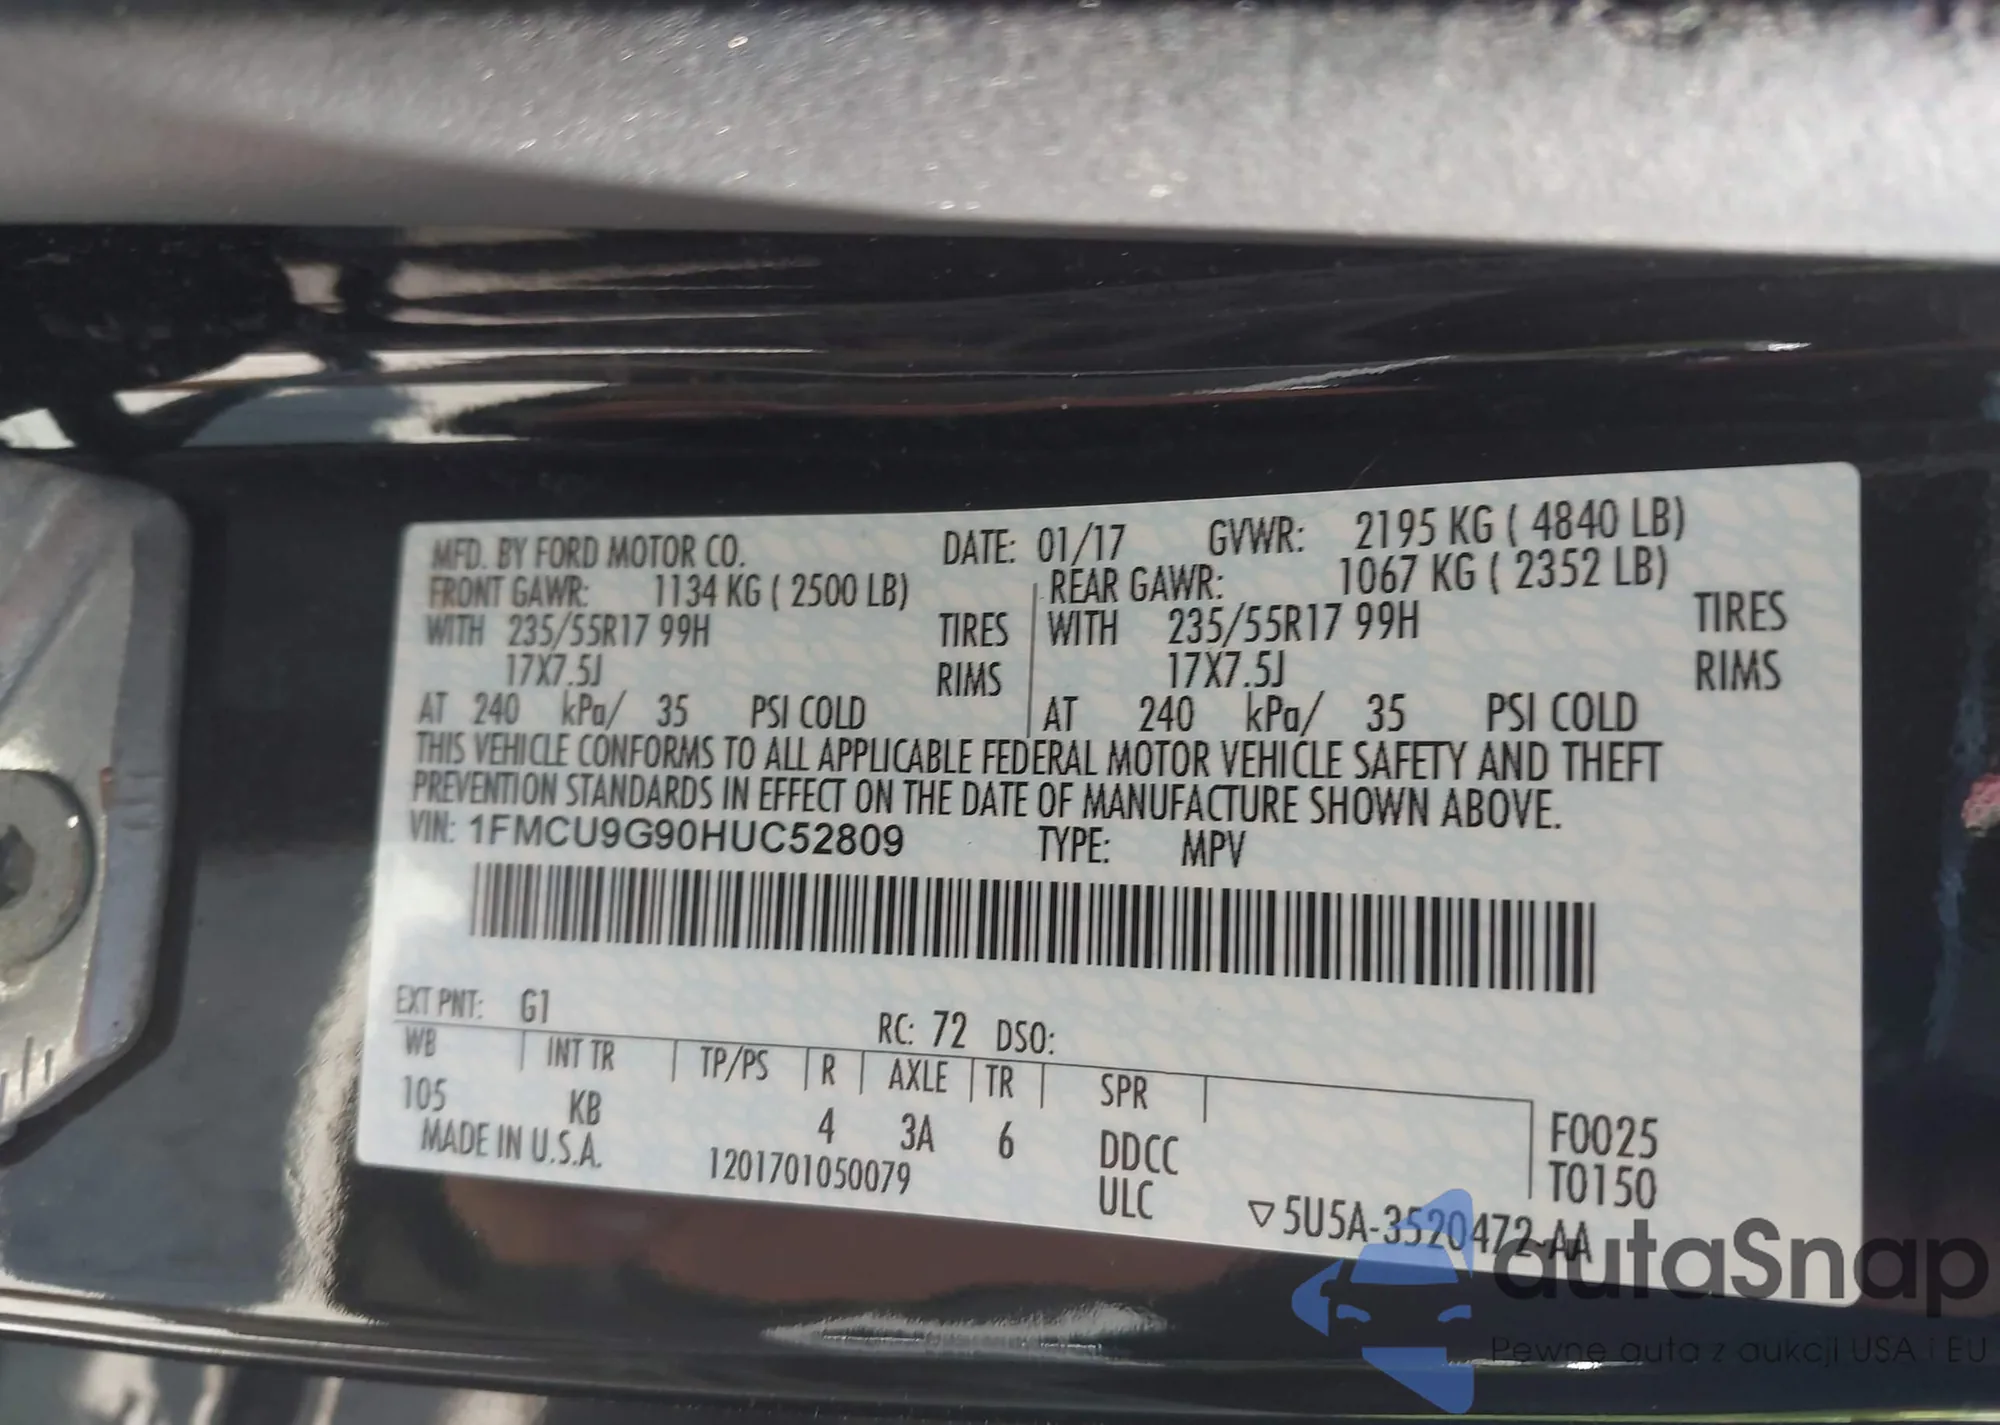 MFD. BY FORD MOTOR CO. DATE: 01/17 GVWR: 2195 KG ( 4840 LB)
FRONT GAWR: 1134 KG ( 2500 LB) REAR GAWR: 1067 KG ( 2352 LB)
WITH 235/55R17 99H TIRES WITH 235/55R17 99H TIRES
17X7.5J RIMS 17X7.5J RIMS
AT 240 kPa/ 35 PSI COLD AT 240 kPa/ 35 PSI COLD
THIS VEHICLE CONFORMS TO ALL APPLICABLE FEDERAL MOTOR VEHICLE SAFETY AND THEFT
PREVENTION STANDARDS IN EFFECT ON THE DATE OF MANUFACTURE SHOWN ABOVE.
VIN: 1FMCU9G90HUC52809 TYPE: MPV
EXT PNT: G1 RC: 72 DSO:
WB INT TR TP/PS R AXLE TR SPR
105 KB 4 3A 6 DDCC F0025
MADE IN U.S.A. 1201701050079 ULC T0150
▽5U5A-3520472-AA
autaSnap
Pewne auta z aukcji USA i EU